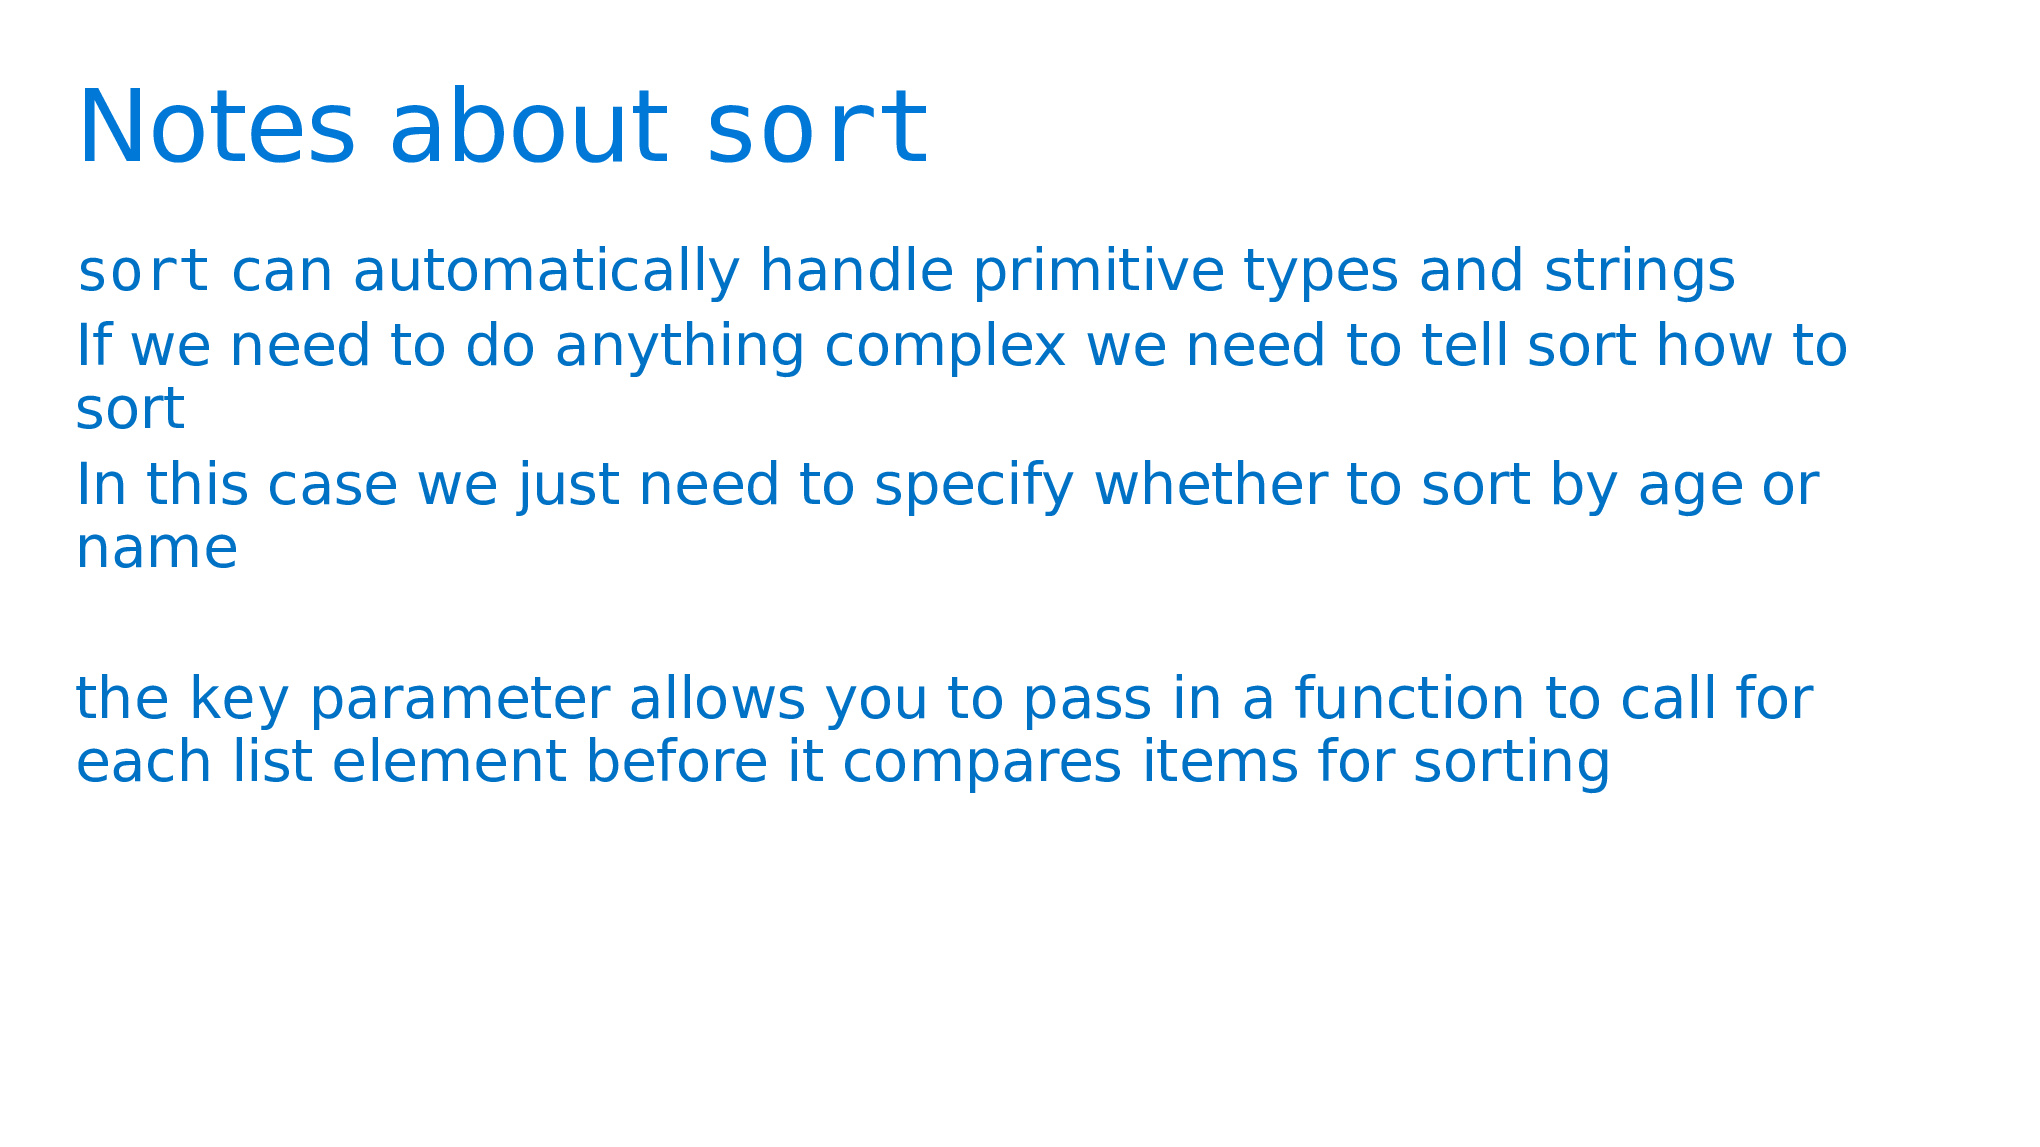 Notes about sort
sort can automatically handle primitive types and strings
If we need to do anything complex we need to tell sort how to
sort
In this case we just need to specify whether to sort by age or
name
the key parameter allows you to pass in a function to call for
each list element before it compares items for sorting